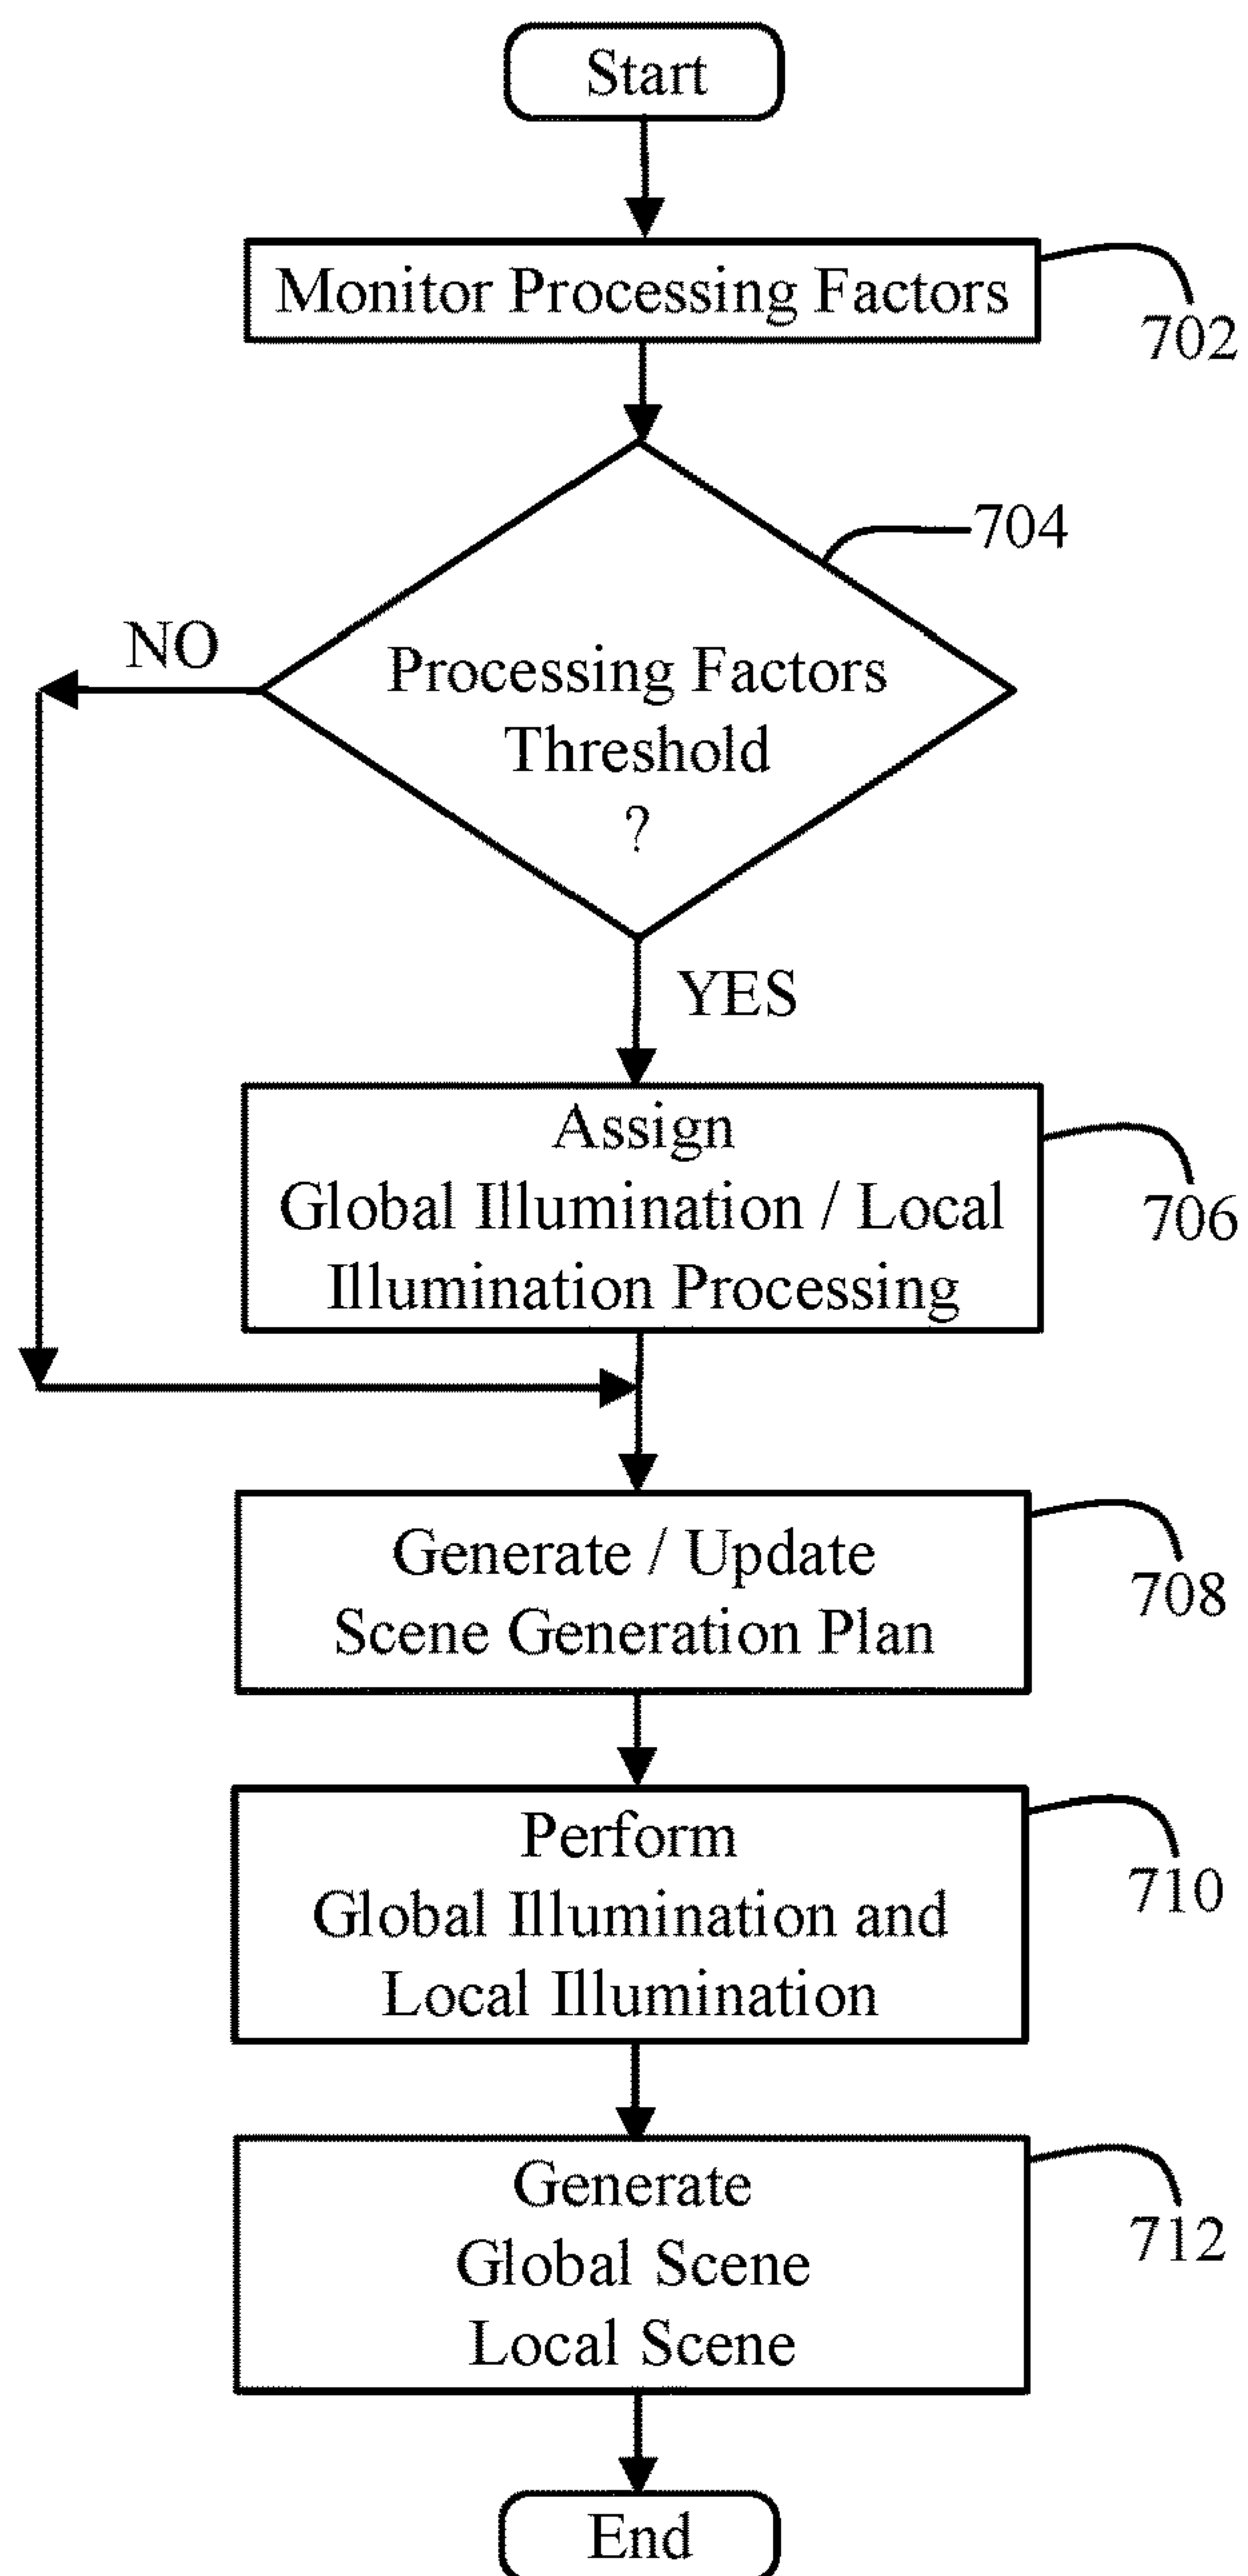 Start
Monitor Processing Factors
702
704
NO
Processing Factors
Threshold
?
YES
Assign
Global Illumination / Local
Illumination Processing
706
Generate / Update
Scene Generation Plan
708
Perform
Global Illumination and
Local Illumination
710
Generate
Global Scene
Local Scene
712
End